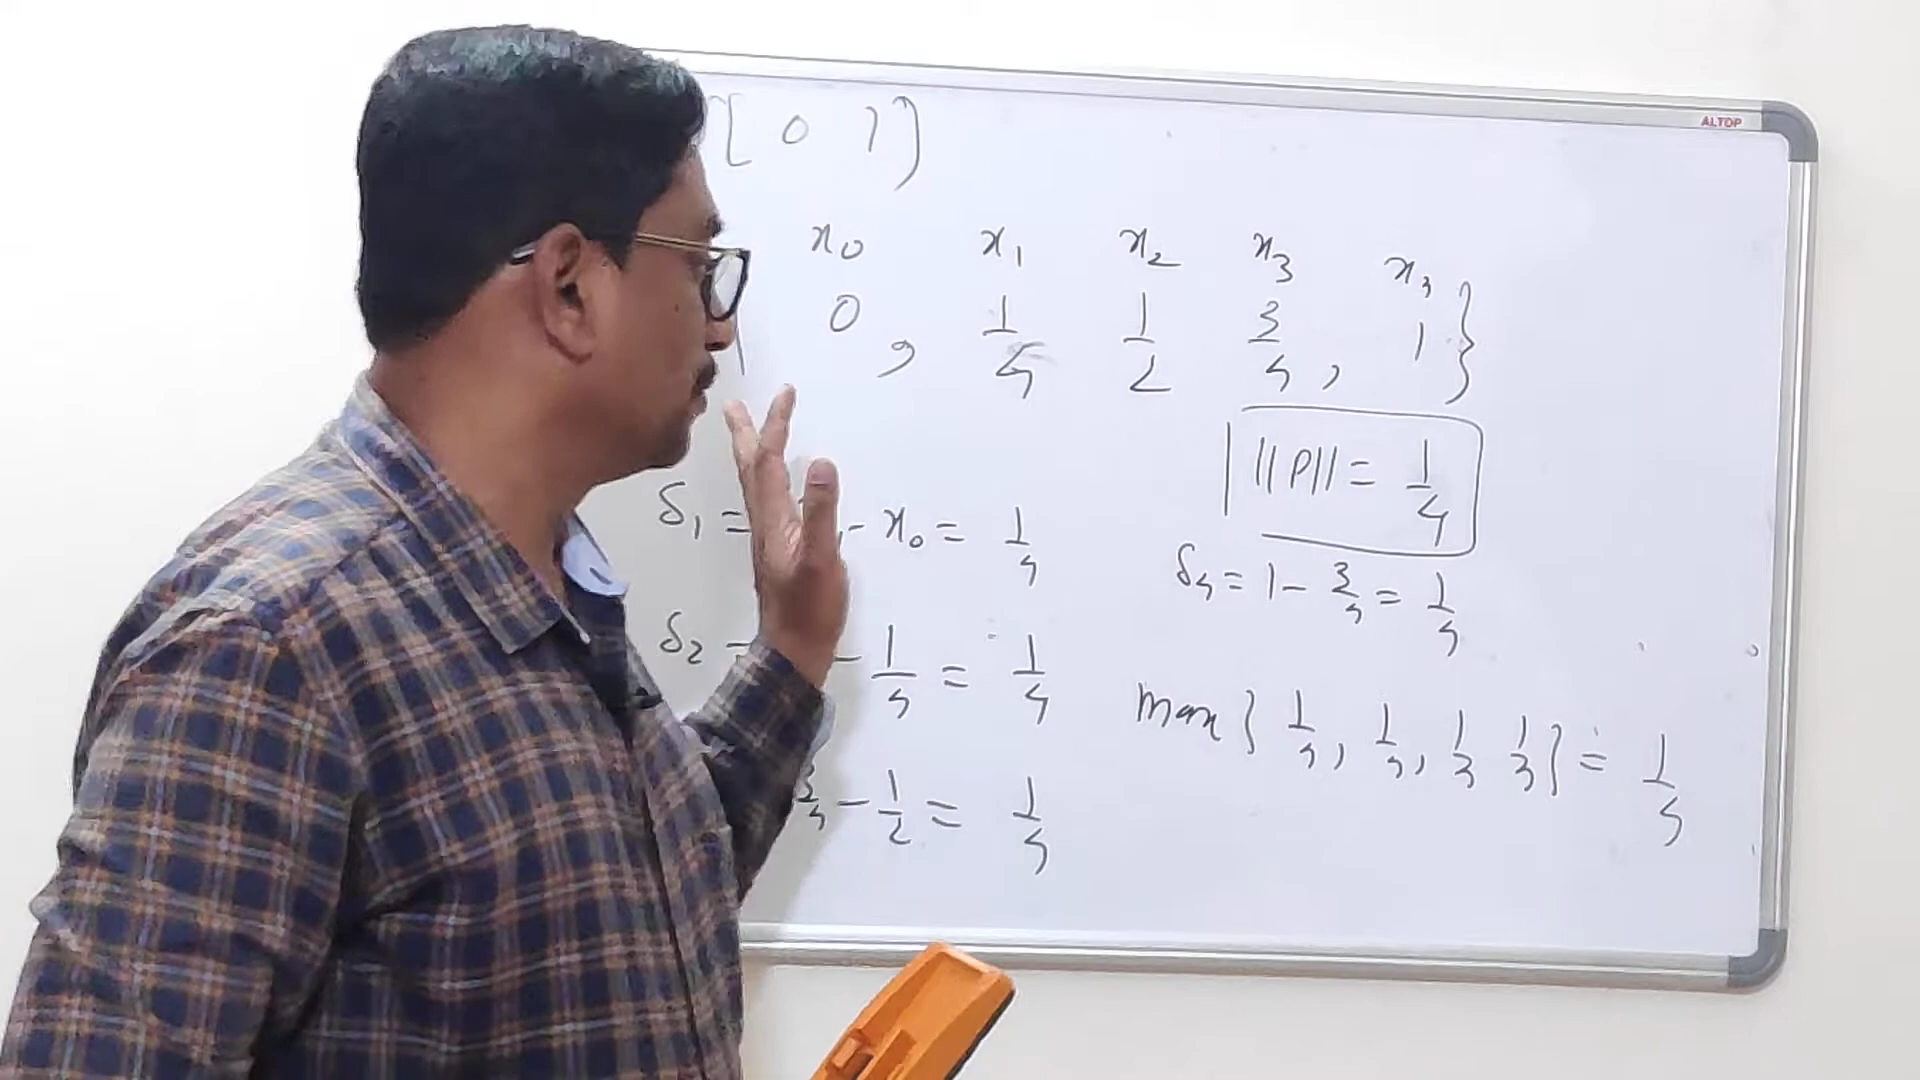 [ 0 1 ]
ALTOP
x₀ x₁ x₂ x₃ x₃
0 , 1/4 1/2 3/4 , 1 }
||P|| = 1/4
δ₁ = - x₀ = 1/4
δ₂ = - 1/4 = 1/4
3/4 - 1/2 = 1/4
δ₄ = 1 - 3/4 = 1/4
max { 1/4, 1/4, 1/3 1/3 } = 1/4